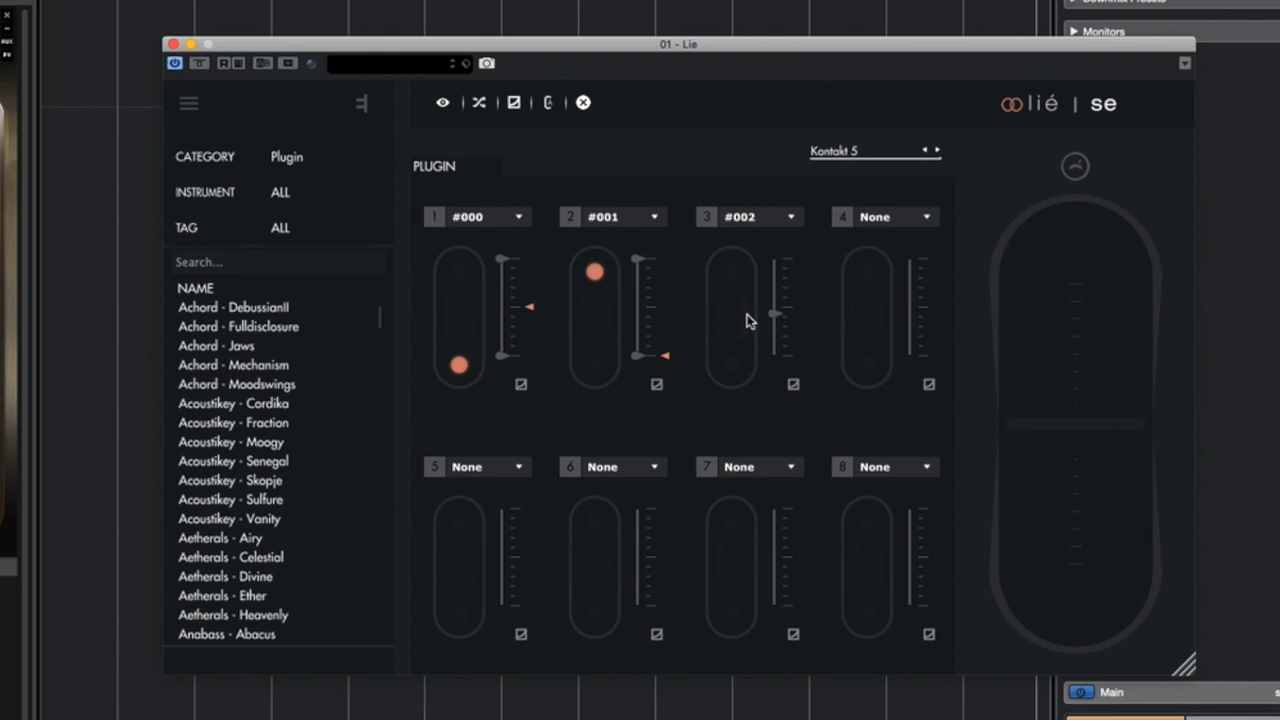 Downmix Presets
Monitors
01 - Lie
AUX
R W
lié | se
CATEGORY Plugin
Kontakt 5
PLUGIN
INSTRUMENT ALL
TAG ALL
1 #000
2 #001
3 #002
4 None
Search...
NAME
Achord - DebussianII
Achord - Fulldisclosure
Achord - Jaws
Achord - Mechanism
Achord - Moodswings
Acoustikey - Cordika
Acoustikey - Fraction
Acoustikey - Moogy
Acoustikey - Senegal
Acoustikey - Skopje
Acoustikey - Sulfure
Acoustikey - Vanity
Aetherals - Airy
Aetherals - Celestial
Aetherals - Divine
Aetherals - Ether
Aetherals - Heavenly
Anabass - Abacus
5 None
6 None
7 None
8 None
Main